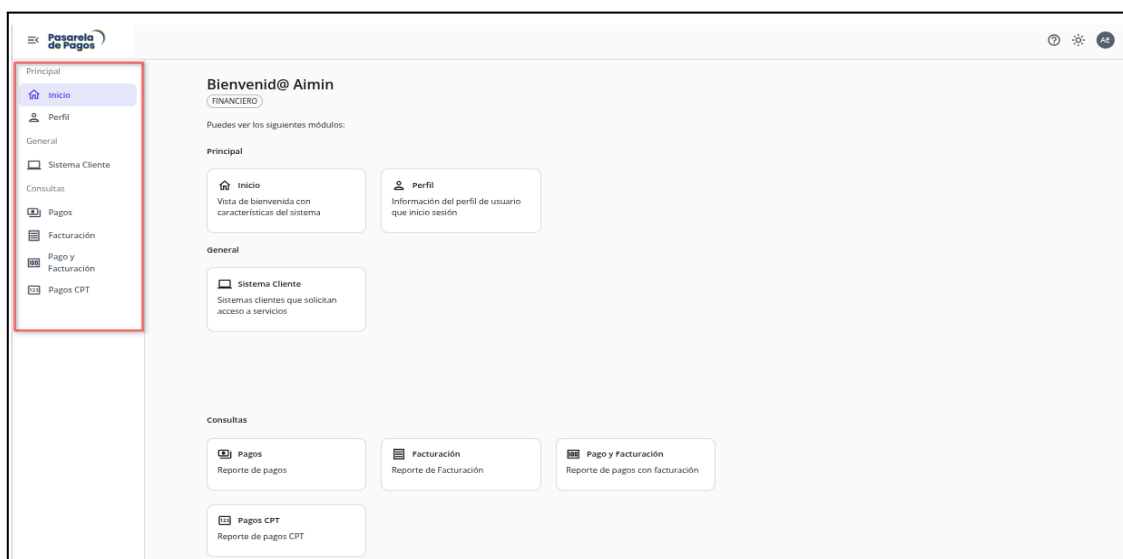 Pasarela
de Pagos
AE
Principal
Inicio
Perfil
General
Sistema Cliente
Consultas
Pagos
Facturación
Pago y
Facturación
Pagos CPT
Bienvenid@ Aimin
FINANCIERO
Puedes ver los siguientes módulos:
Principal
Inicio
Vista de bienvenida con
características del sistema
Perfil
Información del perfil de usuario
que inicio sesión
General
Sistema Cliente
Sistemas clientes que solicitan
acceso a servicios
Consultas
Pagos
Reporte de pagos
Facturación
Reporte de Facturación
Pago y Facturación
Reporte de pagos con facturación
Pagos CPT
Reporte de pagos CPT